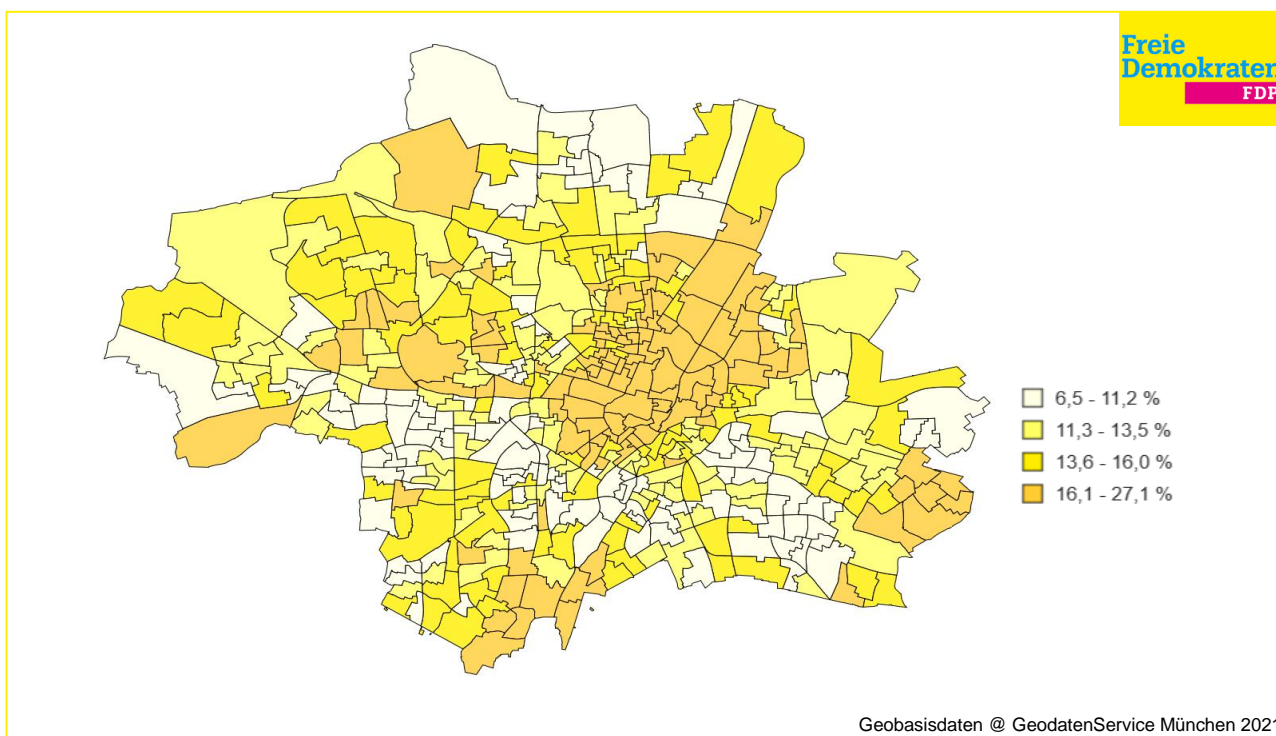 Freie
Demokraten
FDP
6,5 - 11,2 %
11,3 - 13,5 %
13,6 - 16,0 %
16,1 - 27,1 %
Geobasisdaten @ GeodatenService München 2021